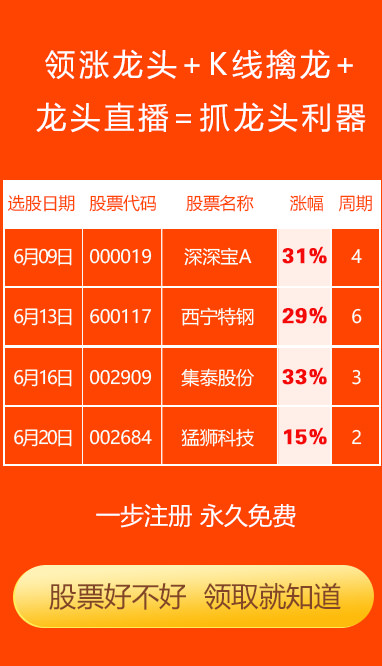 领涨龙头+K线擒龙+
龙头直播=抓龙头利器
选股日期 股票代码 股票名称 涨幅 周期
6月09日 000019 深深宝A 31% 4
6月13日 600117 西宁特钢 29% 6
6月16日 002909 集泰股份 33% 3
6月20日 002684 猛狮科技 15% 2
一步注册 永久免费
股票好不好 领取就知道